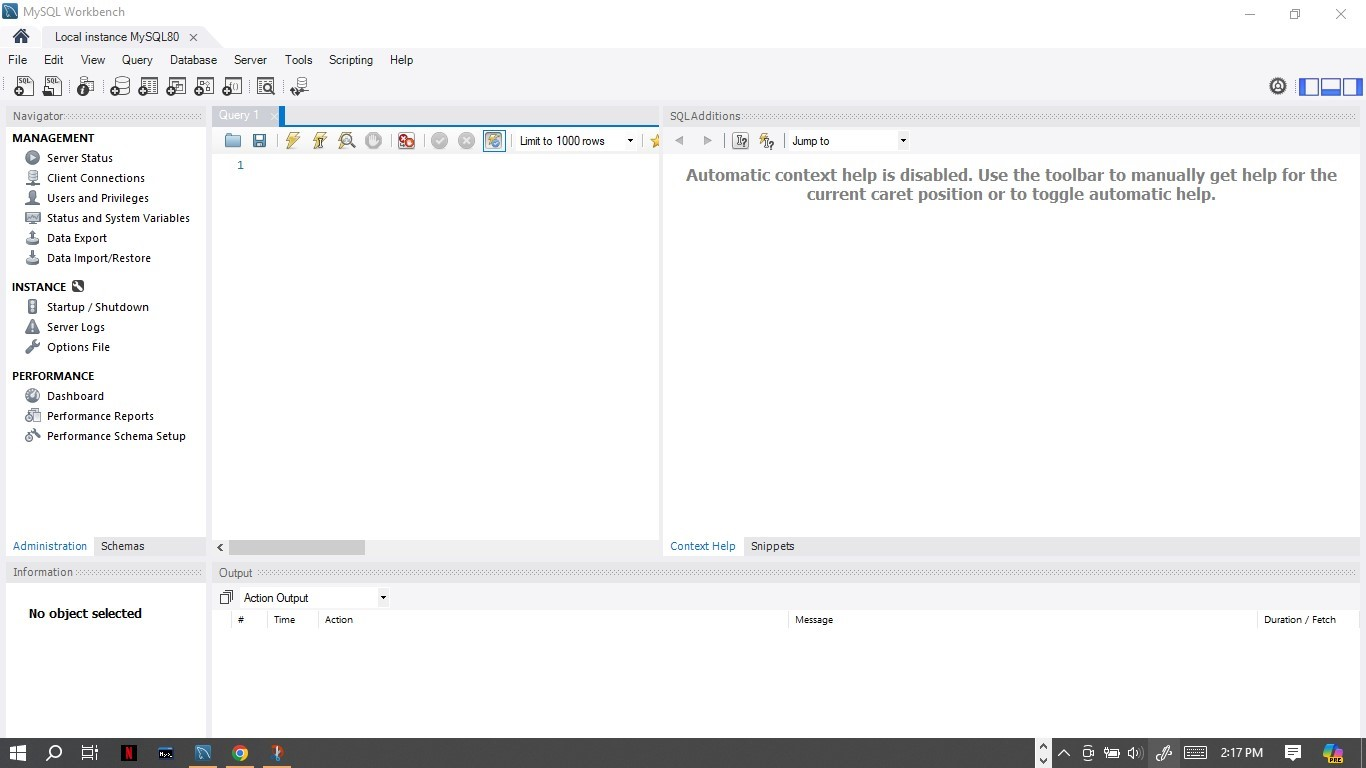 MySQL Workbench
Local instance MySQL80
File Edit View Query Database Server Tools Scripting Help
Navigator
MANAGEMENT
Server Status
Client Connections
Users and Privileges
Status and System Variables
Data Export
Data Import/Restore
INSTANCE
Startup / Shutdown
Server Logs
Options File
PERFORMANCE
Dashboard
Performance Reports
Performance Schema Setup
Administration Schemas
Information
No object selected
Query 1
Limit to 1000 rows
1
SQLAdditions
Jump to
Automatic context help is disabled. Use the toolbar to manually get help for the
current caret position or to toggle automatic help.
Context Help Snippets
Output
Action Output
# Time Action Message Duration / Fetch
2:17 PM